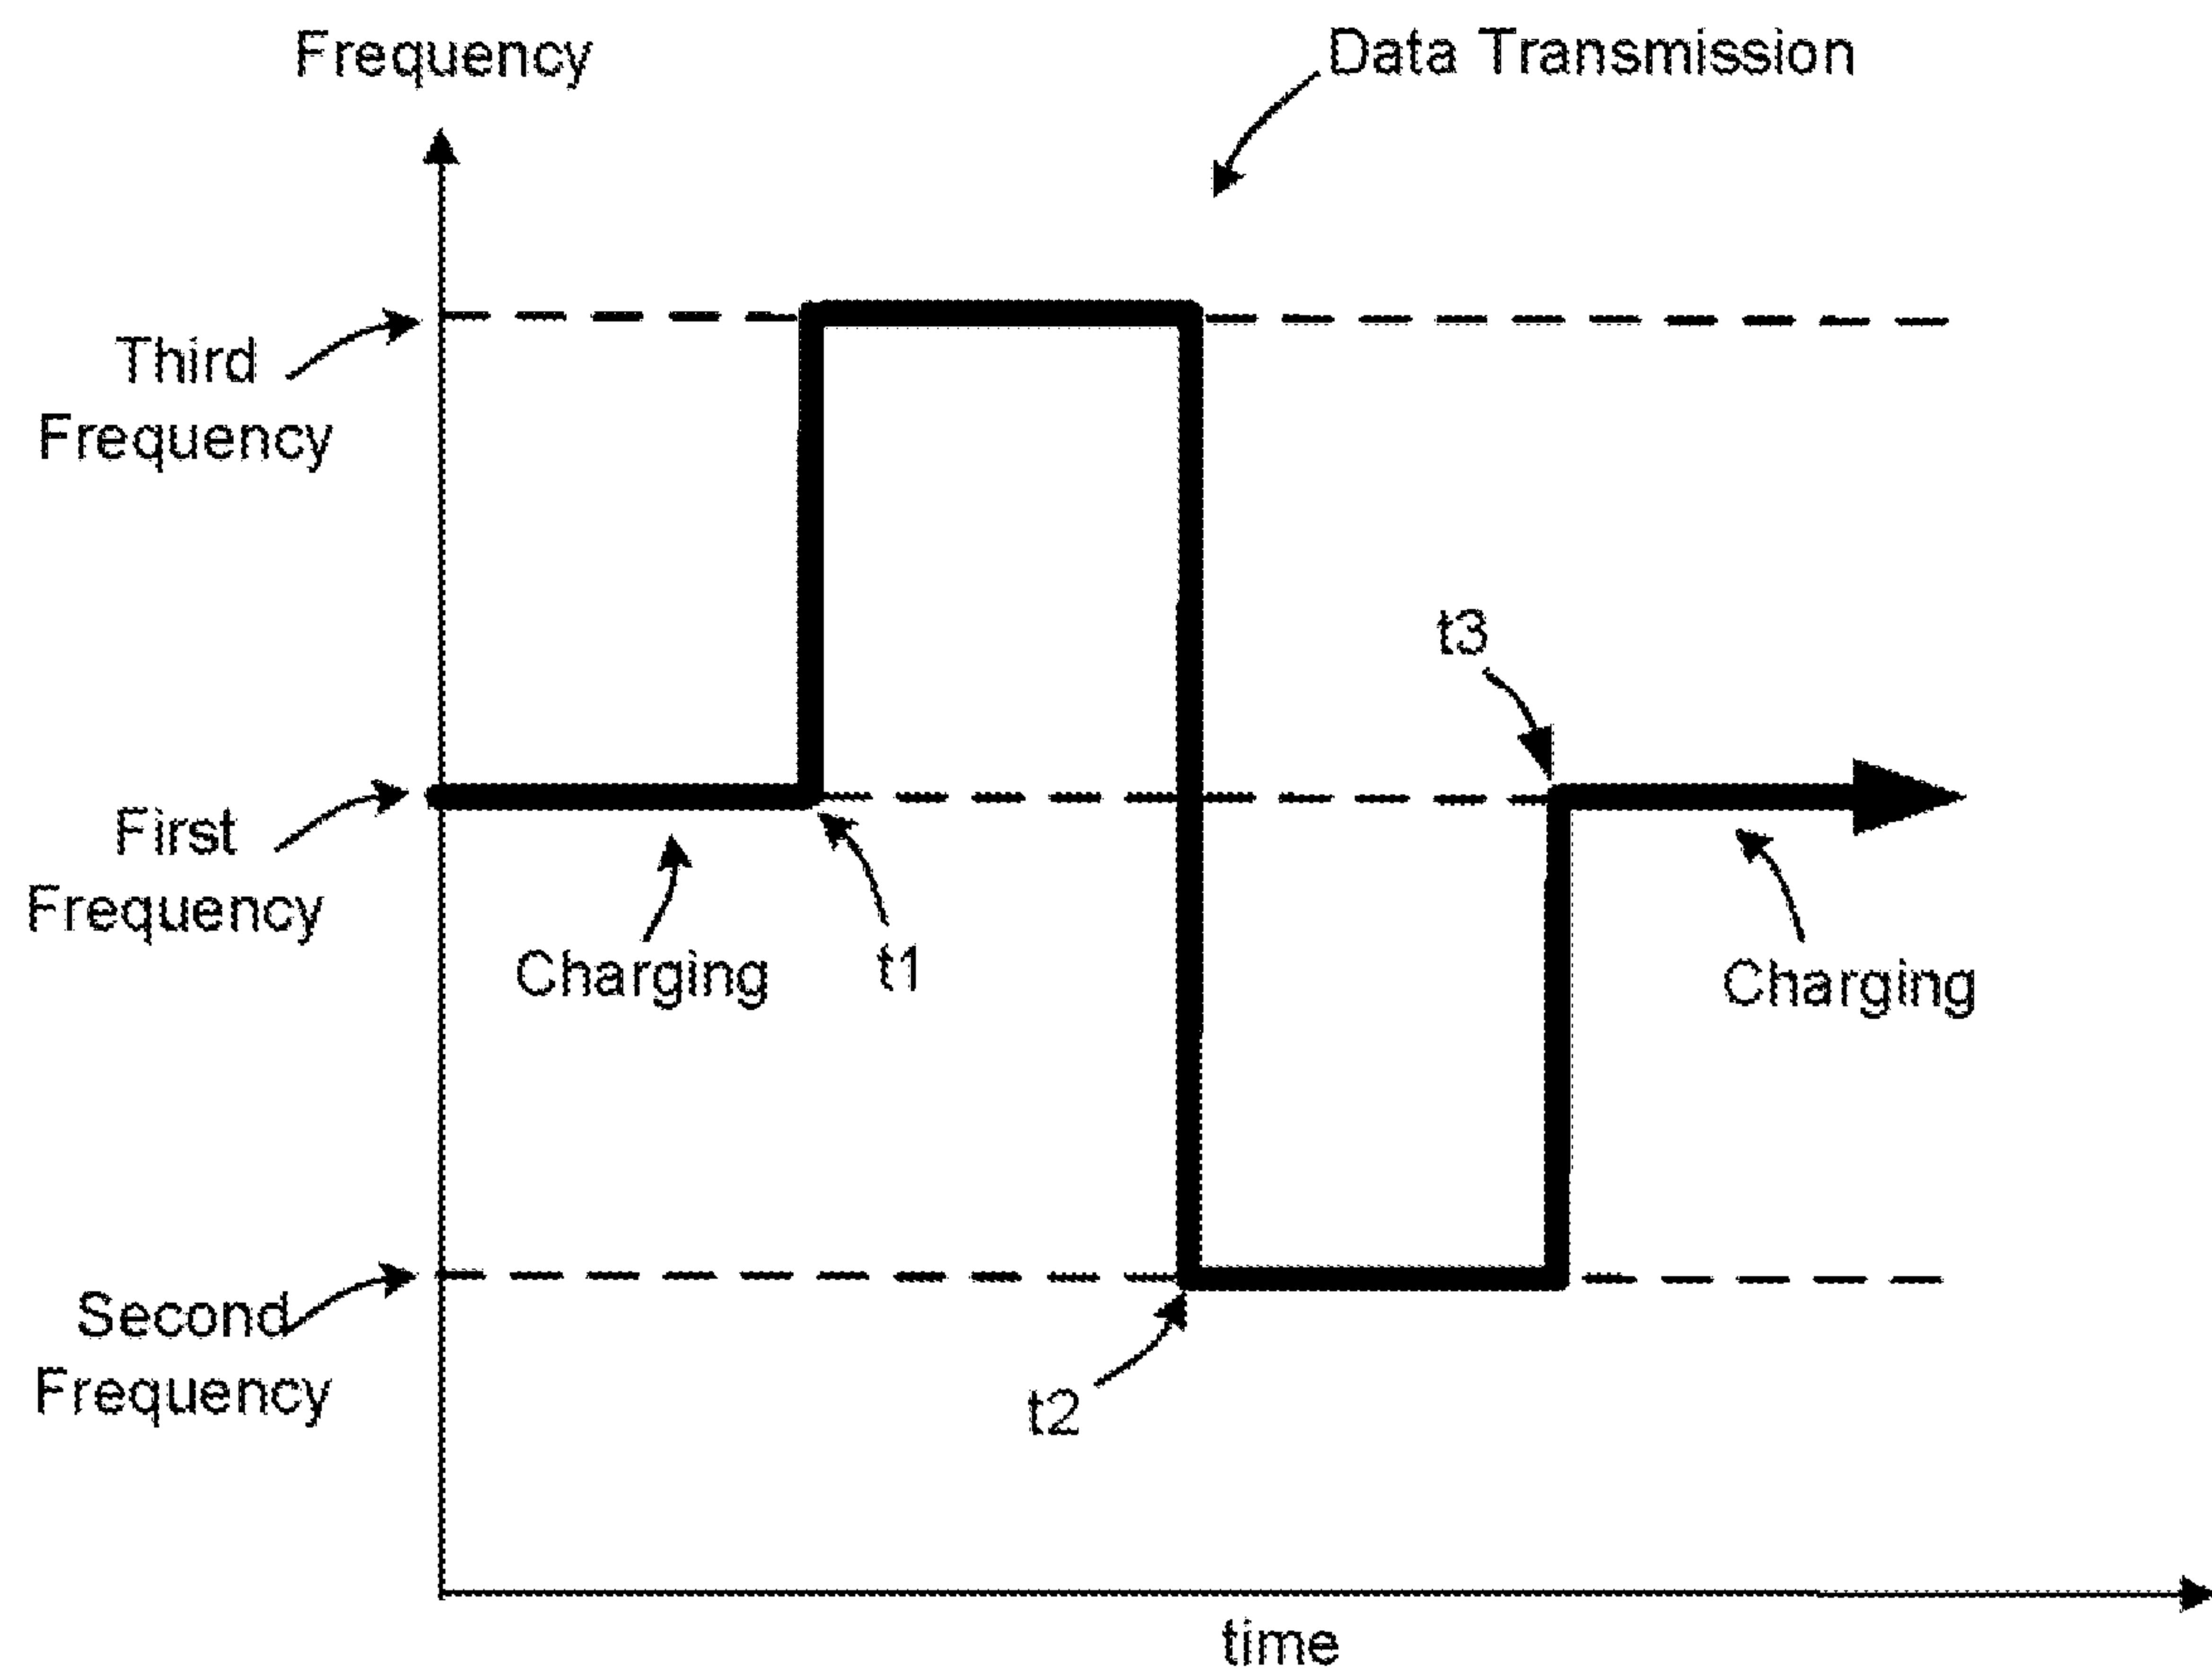 Frequency
Data Transmission
Third
Frequency
t3
First
Frequency
Charging
t1
Charging
Second
Frequency
t2
time